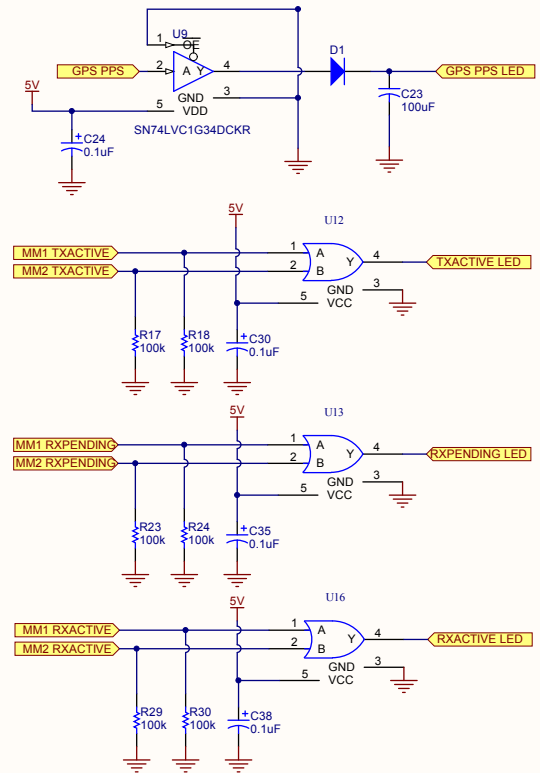 U9
1
OE
GPS PPS
2
A
Y
4
D1
GPS PPS LED
5V
GND
3
5
VDD
C23
100uF
SN74LVC1G34DCKR
+
C24
0.1uF
5V
U12
MM1 TXACTIVE
1
A
MM2 TXACTIVE
2
B
Y
4
TXACTIVE LED
GND
3
5
VCC
R17
100k
R18
100k
+
C30
0.1uF
5V
U13
MM1 RXPENDING
1
A
MM2 RXPENDING
2
B
Y
4
RXPENDING LED
GND
3
5
VCC
R23
100k
R24
100k
+
C35
0.1uF
5V
U16
MM1 RXACTIVE
1
A
MM2 RXACTIVE
2
B
Y
4
RXACTIVE LED
GND
3
5
VCC
R29
100k
R30
100k
+
C38
0.1uF